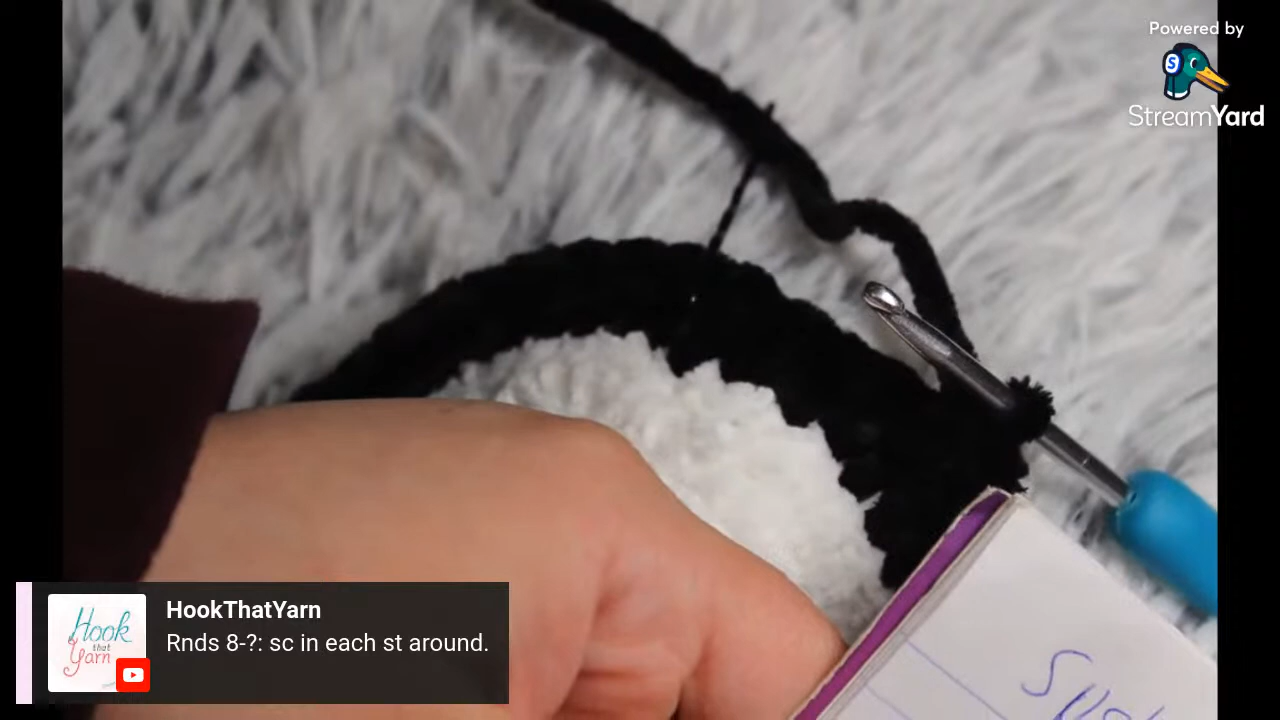 Powered by
StreamYard
Hook
that
Yarn
HookThatYarn
Rnds 8-?: sc in each st around.